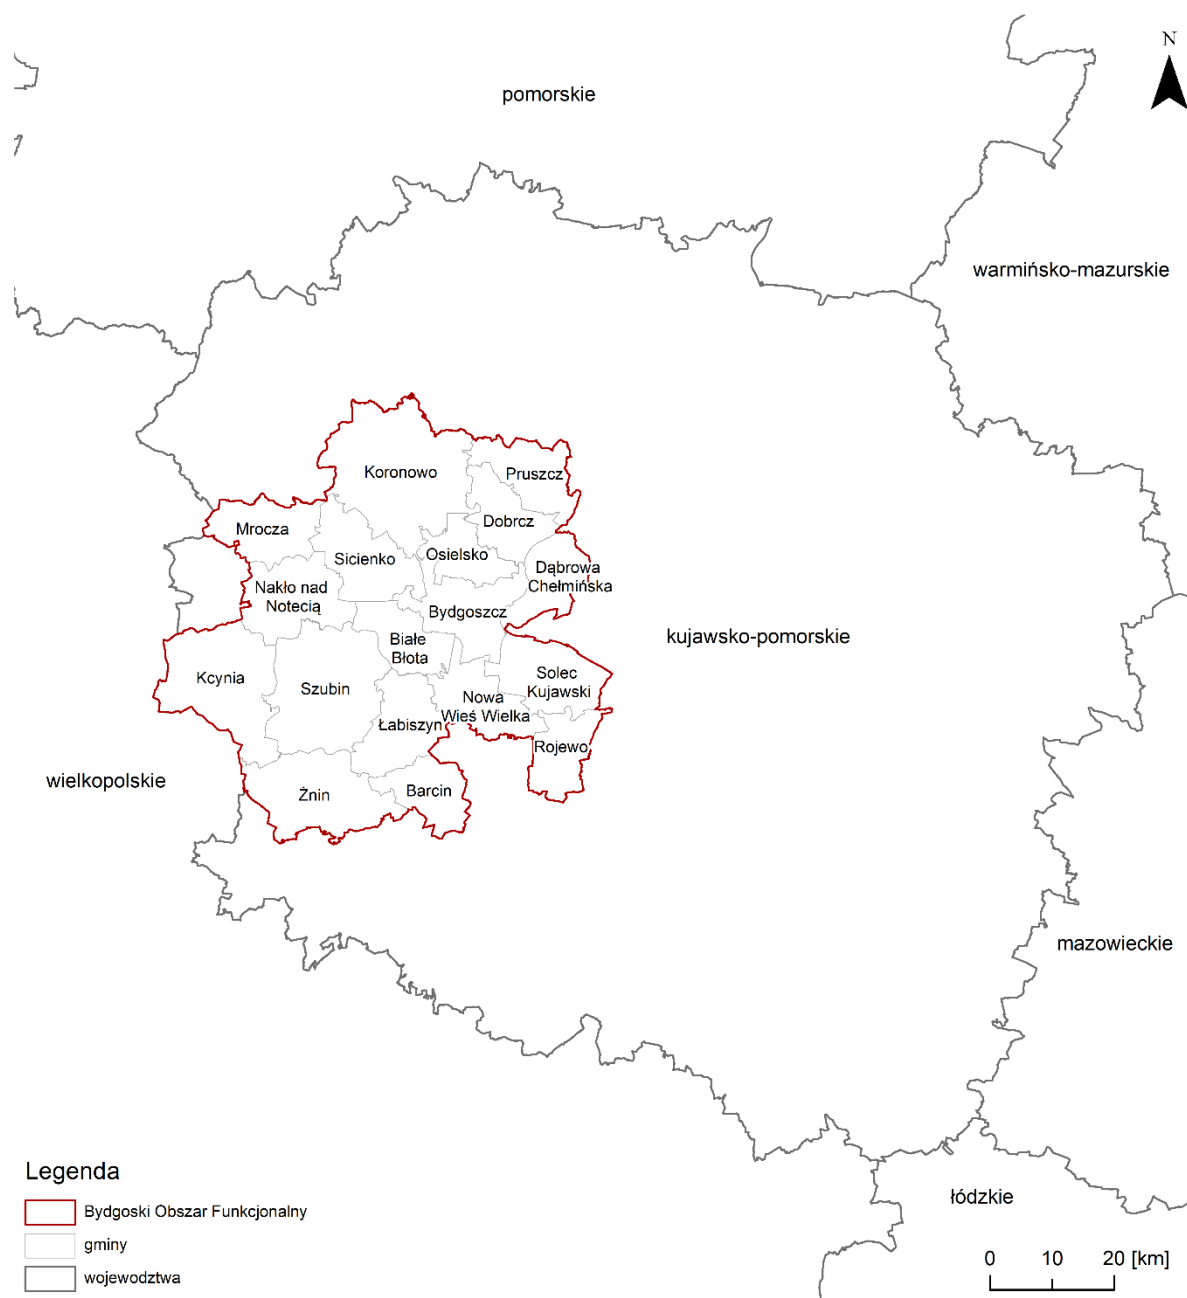 N
pomorskie
warmińsko-mazurskie
Koronowo
Pruszcz
Mrocza
Dobrcz
Sicienko
Osielsko
Dąbrowa
Chełmińska
Nakło nad
Notecią
Bydgoszcz
Białe
Błota
kujawsko-pomorskie
Kcynia
Szubin
Solec
Kujawski
Nowa
Wieś Wielka
Łabiszyn
Rojewo
wielkopolskie
Żnin
Barcin
mazowieckie
łódzkie
Legenda
Bydgoski Obszar Funkcjonalny
gminy
wojewodztwa
0 10 20 [km]